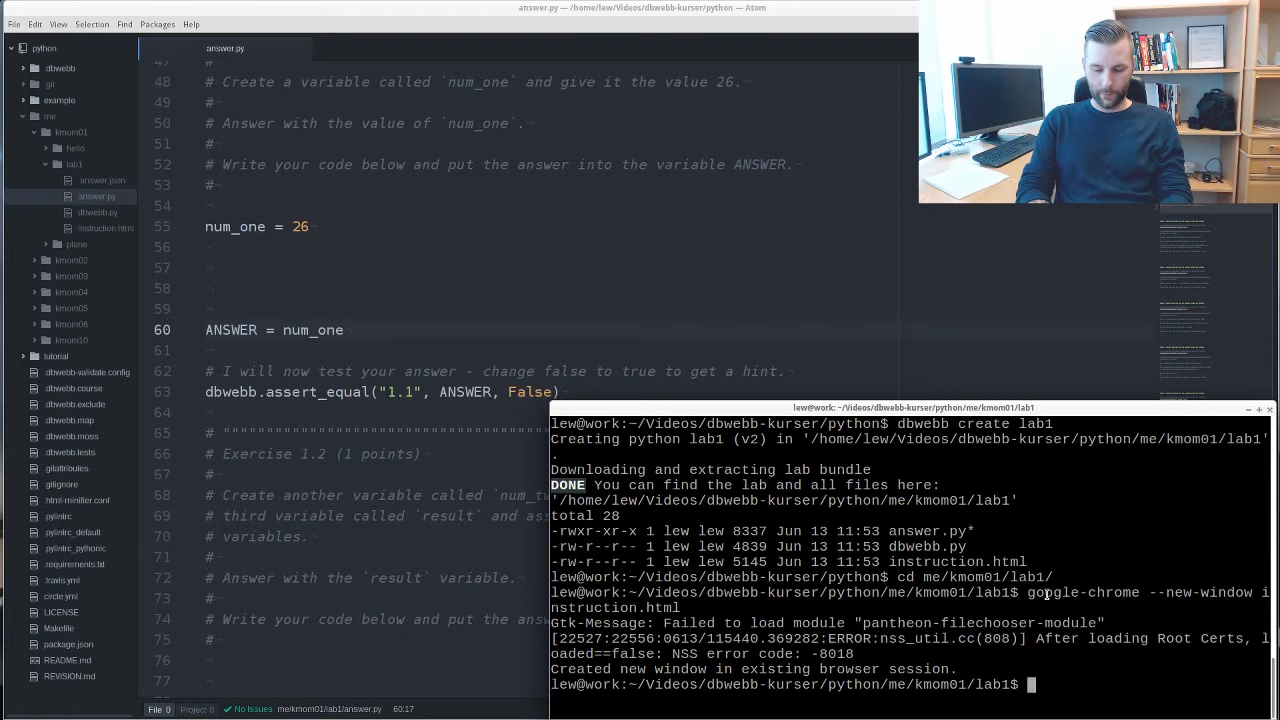 answer.py — /home/lew/Videos/dbwebb-kurser/python — Atom
File Edit View Selection Find Packages Help
python
.dbwebb
.git
example
me
kmom01
hello
lab1
.answer.json
answer.py
dbwebb.py
instruction.html
plane
kmom02
kmom03
kmom04
kmom05
kmom06
kmom10
tutorial
.dbwebb-validate.config
.dbwebb.course
.dbwebb.exclude
.dbwebb.map
.dbwebb.moss
.dbwebb.tests
.gitattributes
.gitignore
.html-minifier.conf
.pylintrc
.pylintrc_default
.pylintrc_pythonic
.requirements.txt
.travis.yml
circle.yml
LICENSE
Makefile
package.json
README.md
REVISION.md
answer.py
47 #
48 # Create a variable called `num_one` and give it the value 26.
49 #
50 # Answer with the value of `num_one`.
51 #
52 # Write your code below and put the answer into the variable ANSWER.
53 #
54
55 num_one = 26
56
57
58
59
60 ANSWER = num_one
61
62 # I will now test your answer - change false to true to get a hint.
63 dbwebb.assert_equal("1.1", ANSWER, False)
64
65 # """""""""""""""""""""""""""""""""""""
66 # Exercise 1.2 (1 points)
67 #
68 # Create another variable called `num_tw
69 # third variable called `result` and ass
70 # variables.
71 #
72 # Answer with the `result` variable.
73 #
74 # Write your code below and put the answ
75 #
76
77
File 0 Project 0 No Issues me/kmom01/lab1/answer.py 60:17
lew@work: ~/Videos/dbwebb-kurser/python/me/kmom01/lab1
lew@work:~/Videos/dbwebb-kurser/python$ dbwebb create lab1
Creating python lab1 (v2) in '/home/lew/Videos/dbwebb-kurser/python/me/kmom01/lab1'
.
Downloading and extracting lab bundle
DONE You can find the lab and all files here:
'/home/lew/Videos/dbwebb-kurser/python/me/kmom01/lab1'
total 28
-rwxr-xr-x 1 lew lew 8337 Jun 13 11:53 answer.py*
-rw-r--r-- 1 lew lew 4839 Jun 13 11:53 dbwebb.py
-rw-r--r-- 1 lew lew 5145 Jun 13 11:53 instruction.html
lew@work:~/Videos/dbwebb-kurser/python$ cd me/kmom01/lab1/
lew@work:~/Videos/dbwebb-kurser/python/me/kmom01/lab1$ google-chrome --new-window i
nstruction.html
Gtk-Message: Failed to load module "pantheon-filechooser-module"
[22527:22556:0613/115440.369282:ERROR:nss_util.cc(808)] After loading Root Certs, l
oaded==false: NSS error code: -8018
Created new window in existing browser session.
lew@work:~/Videos/dbwebb-kurser/python/me/kmom01/lab1$